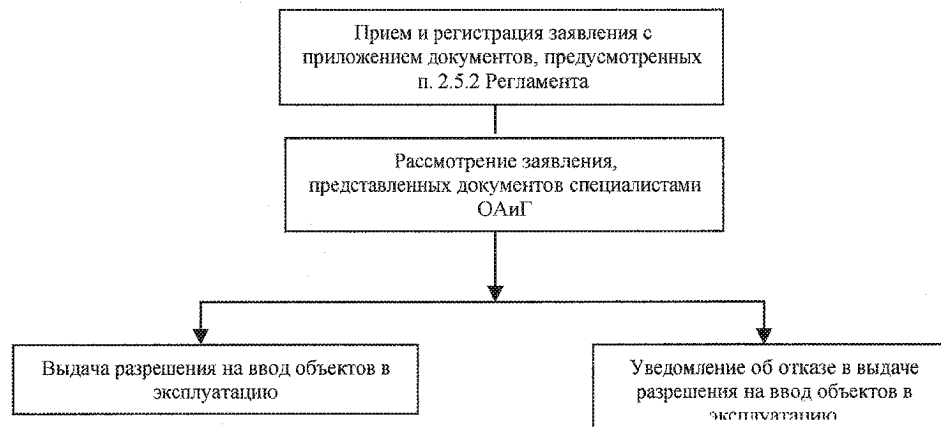 Прием и регистрация заявления с
приложением документов, предусмотренных
п. 2.5.2 Регламента
Рассмотрение заявления,
представленных документов специалистами
ОАиГ
Выдача разрешения на ввод объектов в
эксплуатацию
Уведомление об отказе в выдаче
разрешения на ввод объектов в
эксплуатацию